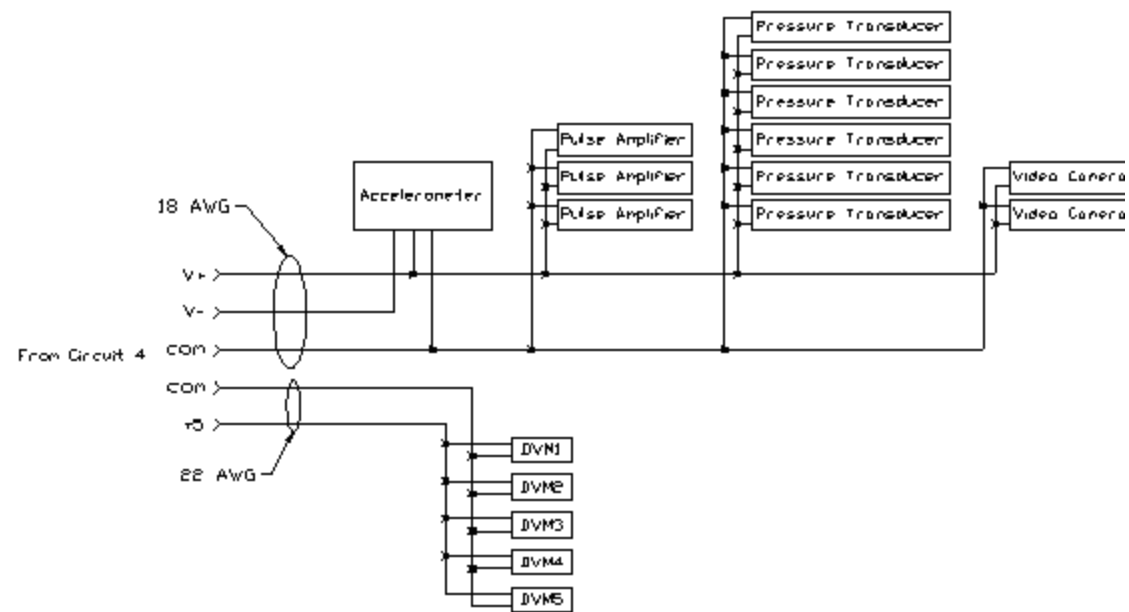 Pressure Transducer
Pressure Transducer
Pressure Transducer
Pulse Amplifier
Pressure Transducer
Accelerometer
Pulse Amplifier
Pressure Transducer
Video Camera
18 AWG
Pulse Amplifier
Pressure Transducer
Video Camera
V+
V-
From Circuit 4
COM
COM
+5
22 AWG
DVM1
DVM2
DVM3
DVM4
DVM5